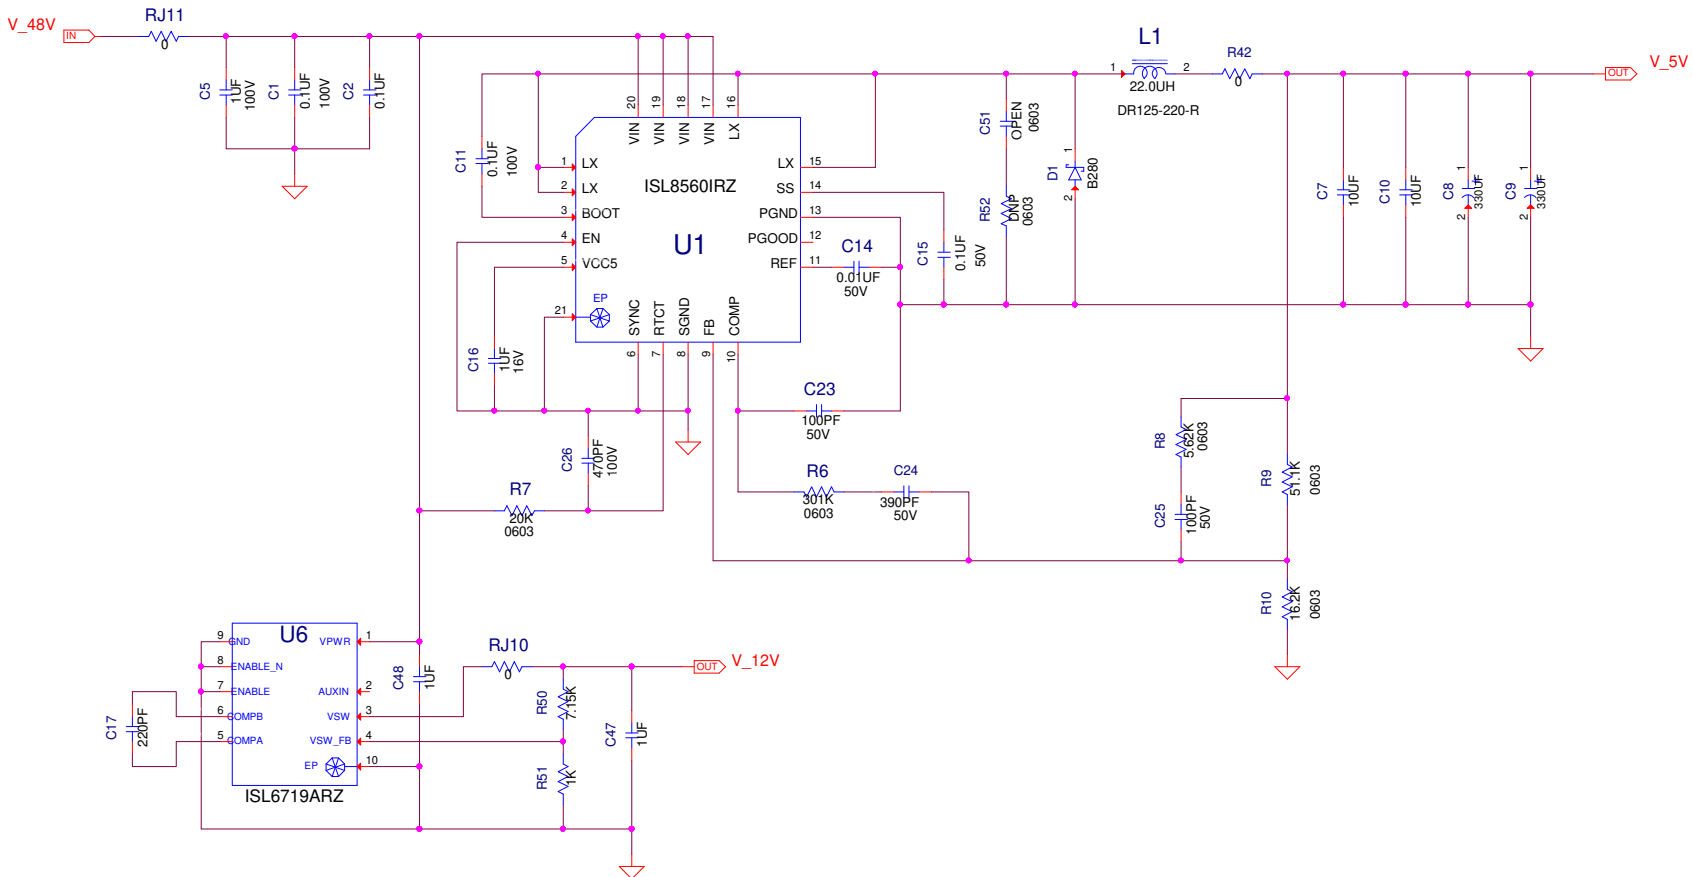 V_48V
IN
RJ11
0
C5
1UF
100V
C1
0.1UF
100V
C2
0.1UF
C11
0.1UF
100V
20
19
18
17
16
VIN
VIN
VIN
VIN
LX
1
LX
2
LX
3
BOOT
4
EN
5
VCC5
21
EP
ISL8560IRZ
U1
LX
15
SS
14
PGND
13
PGOOD
12
REF
11
SYNC
RTCT
SGND
FB
COMP
6
7
8
9
10
C14
0.01UF
50V
C15
0.1UF
50V
C51
OPEN
0603
R52
DNP
0603
D1
1
B280
2
L1
1
2
22.0UH
DR125-220-R
R42
0
OUT
V_5V
C7
10UF
C10
10UF
C8
1
330UF
2
C9
1
330UF
2
C16
1UF
16V
C23
100PF
50V
C26
470PF
100V
R7
20K
0603
R6
301K
0603
C24
390PF
50V
R8
5.62K
0603
C25
100PF
50V
R9
51.1K
0603
R10
16.2K
0603
U6
9
GND
8
ENABLE_N
7
ENABLE
6
COMPB
5
COMPA
VPWR
1
AUXIN
2
VSW
3
VSW_FB
4
EP
10
ISL6719ARZ
C17
220PF
C48
1UF
RJ10
0
OUT
V_12V
R50
7.15K
R51
1K
C47
1UF